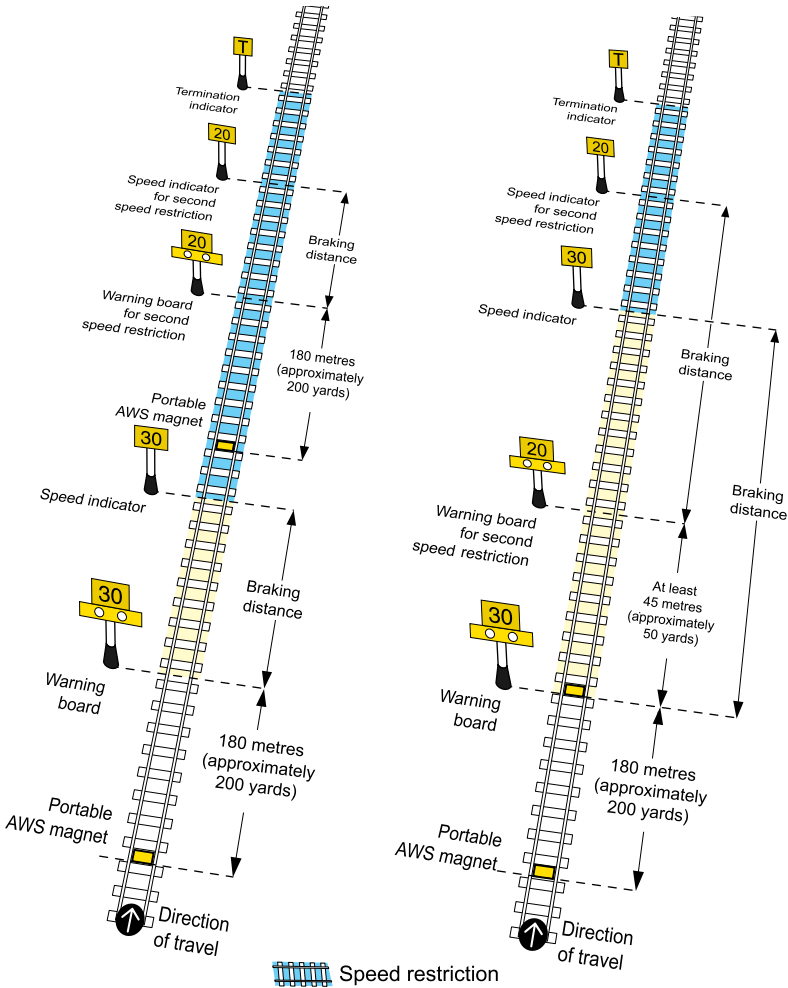 T
Termination
indicator
20
Speed indicator
for second
speed restriction
20
Braking
distance
Warning board
for second
speed restriction
180 metres
(approximately
200 yards)
Portable
AWS magnet
30
Speed indicator
30
Braking
distance
Warning
board
180 metres
(approximately
200 yards)
Portable
AWS magnet
Direction
of travel
T
Termination
indicator
20
Speed indicator
for second
speed restriction
30
Speed indicator
Braking
distance
20
Braking
distance
Warning board
for second
speed restriction
At least
45 metres
(approximately
50 yards)
30
Warning
board
180 metres
(approximately
200 yards)
Portable
AWS magnet
Direction
of travel
Speed restriction